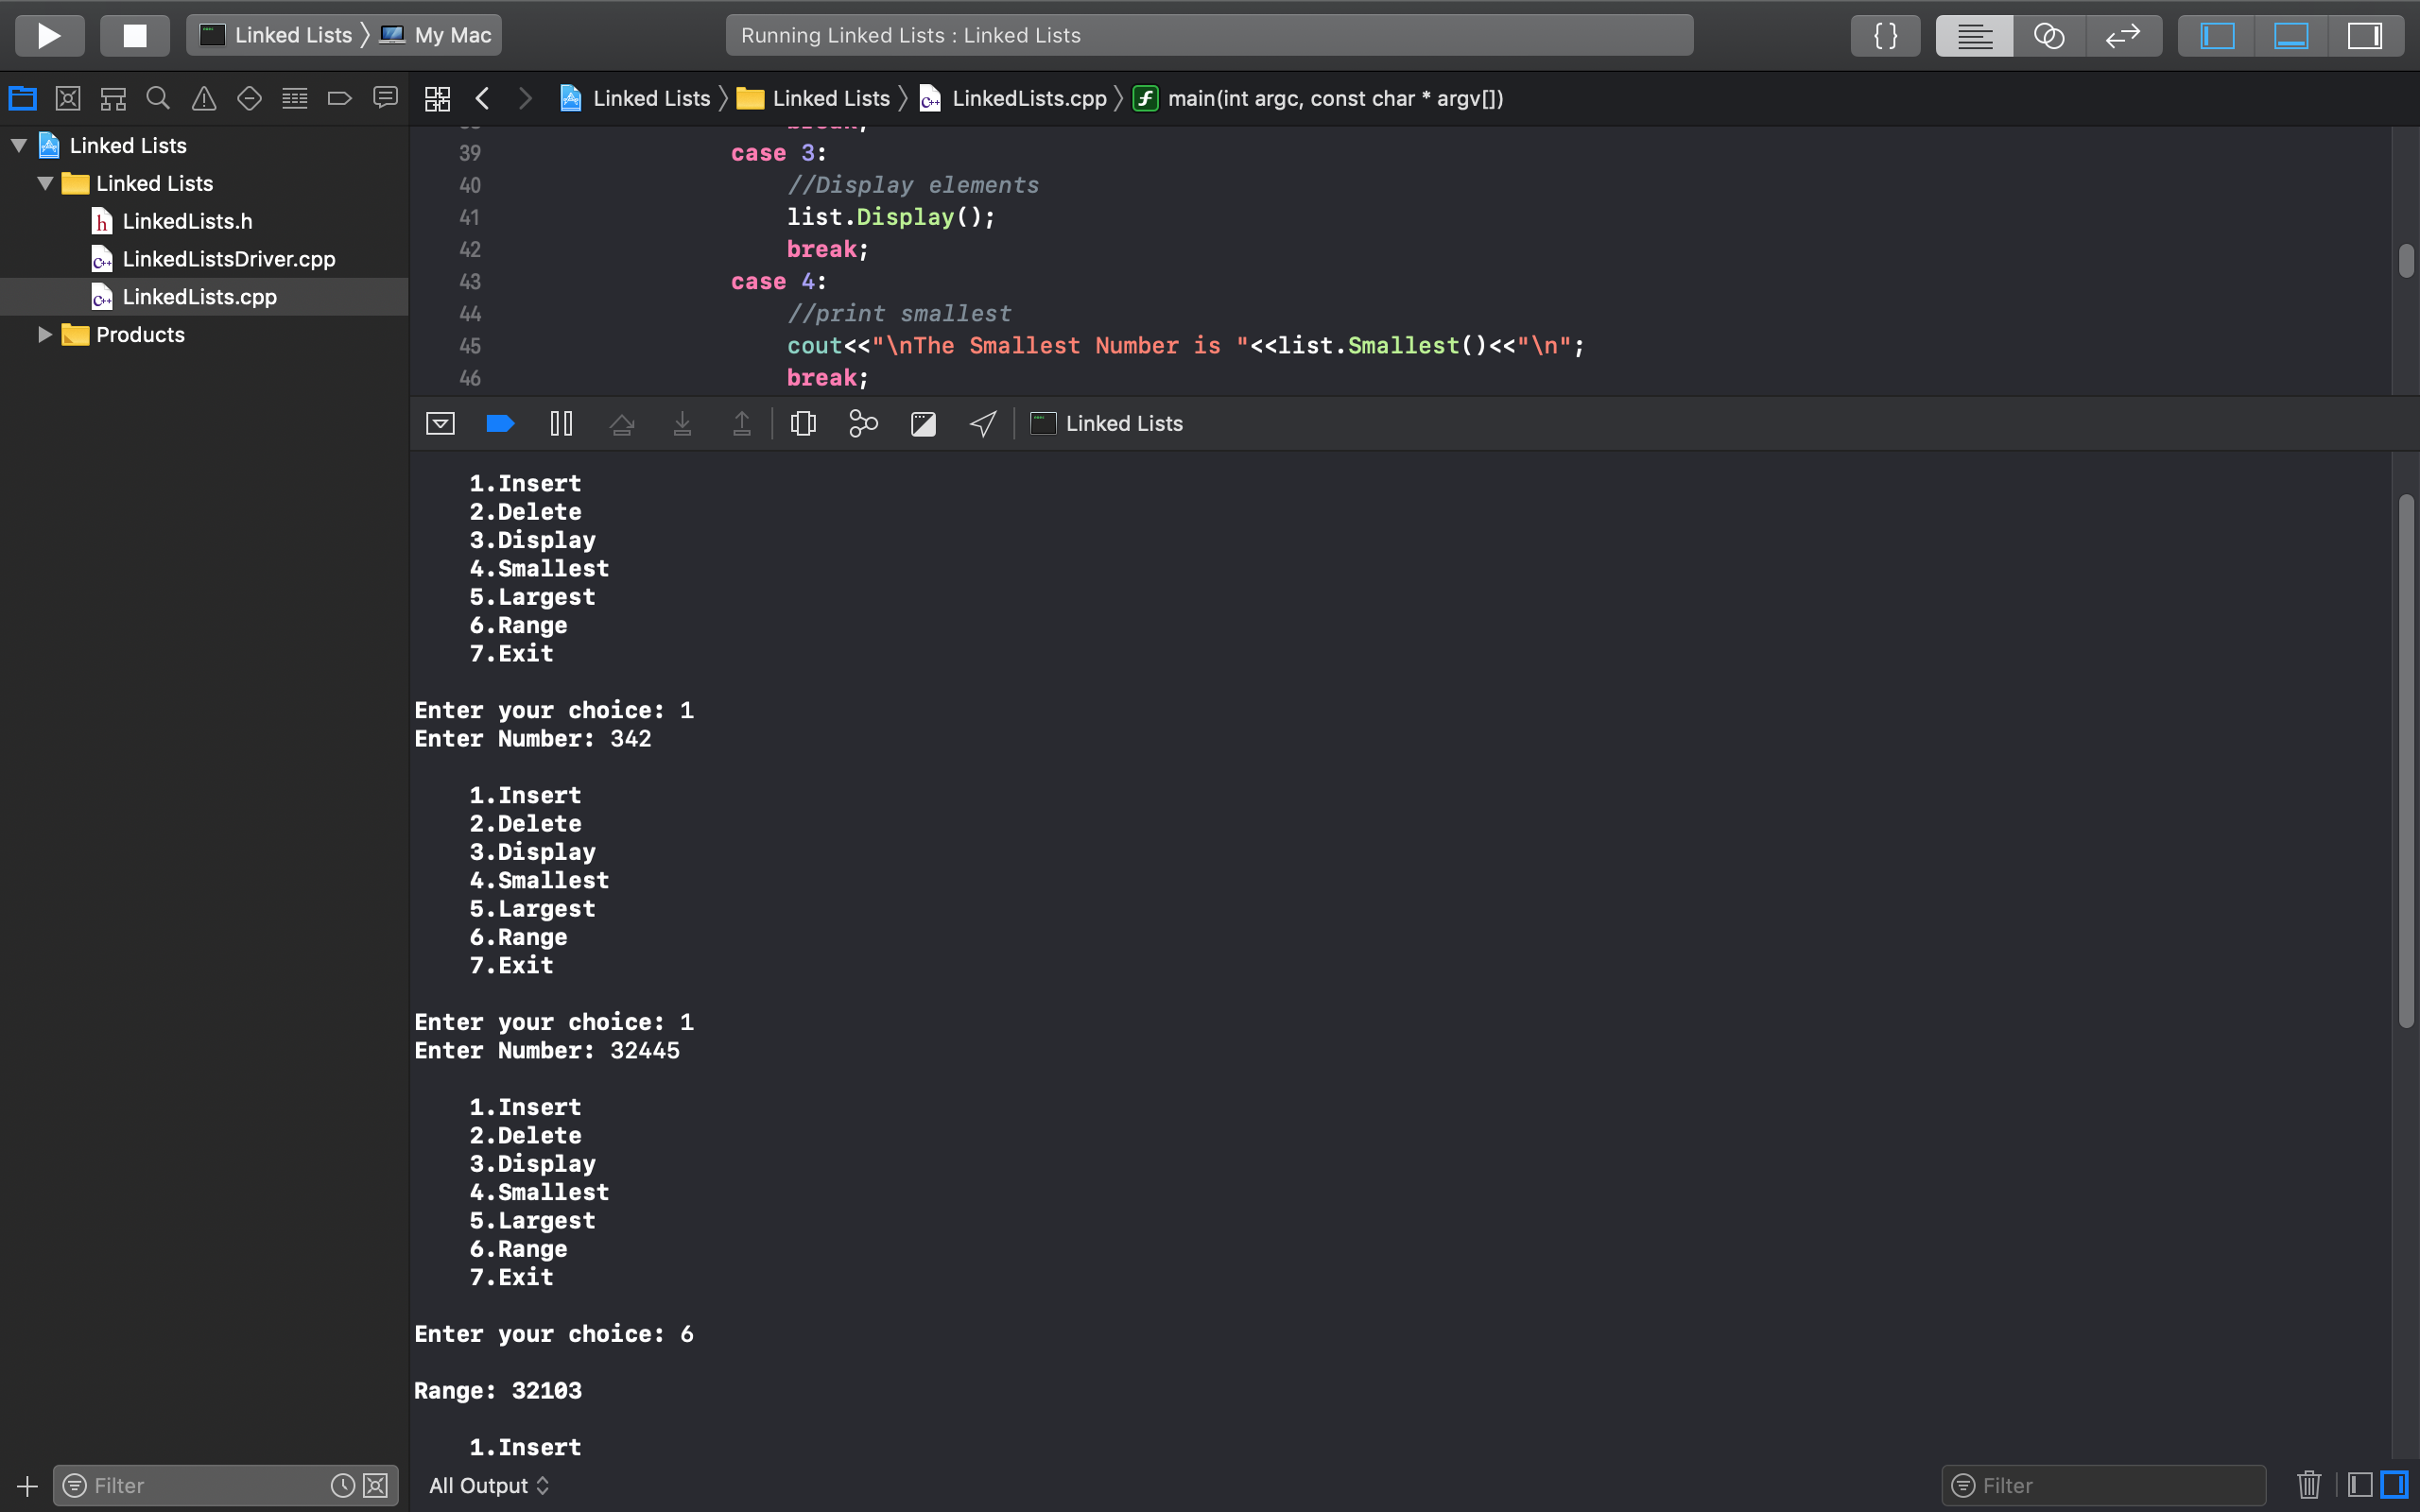 Linked Lists 〉 My Mac
Running Linked Lists : Linked Lists
{ }
Linked Lists 〉 Linked Lists 〉 LinkedLists.cpp 〉 f main(int argc, const char * argv[])
Linked Lists
Linked Lists
h LinkedLists.h
C++ LinkedListsDriver.cpp
C++ LinkedLists.cpp
Products
break;
39 case 3:
40 //Display elements
41 list.Display();
42 break;
43 case 4:
44 //print smallest
45 cout<<"\nThe Smallest Number is "<<list.Smallest()<<"\n";
46 break;
Linked Lists
1.Insert
2.Delete
3.Display
4.Smallest
5.Largest
6.Range
7.Exit
Enter your choice: 1
Enter Number: 342
1.Insert
2.Delete
3.Display
4.Smallest
5.Largest
6.Range
7.Exit
Enter your choice: 1
Enter Number: 32445
1.Insert
2.Delete
3.Display
4.Smallest
5.Largest
6.Range
7.Exit
Enter your choice: 6
Range: 32103
1.Insert
Filter
All Output
Filter